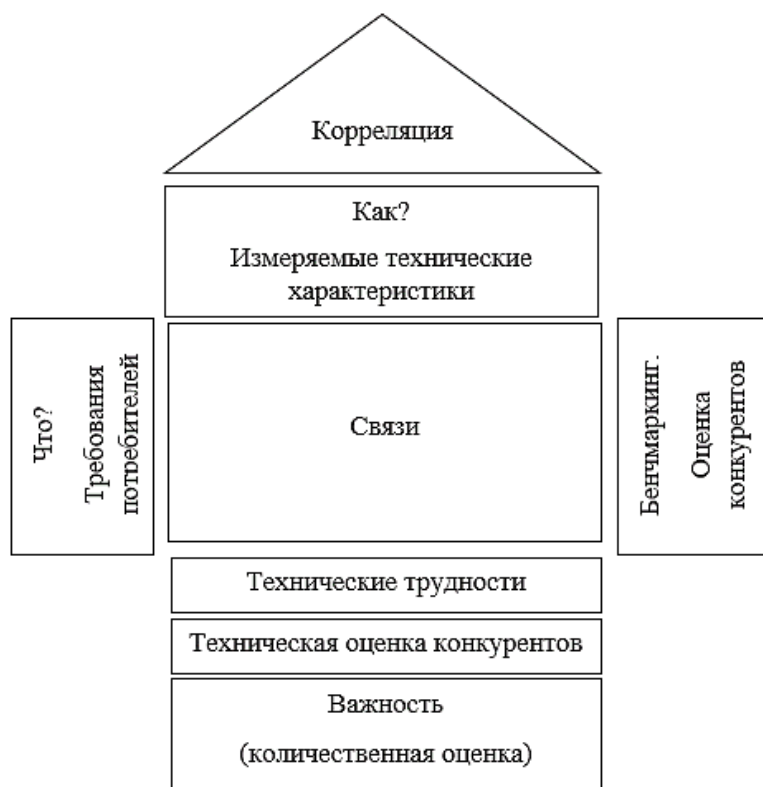 Корреляция
Как?
Измеряемые технические
характеристики
Что?
Требования
потребителей
Связи
Бенчмаркинг.
Оценка
конкурентов
Технические трудности
Техническая оценка конкурентов
Важность
(количественная оценка)